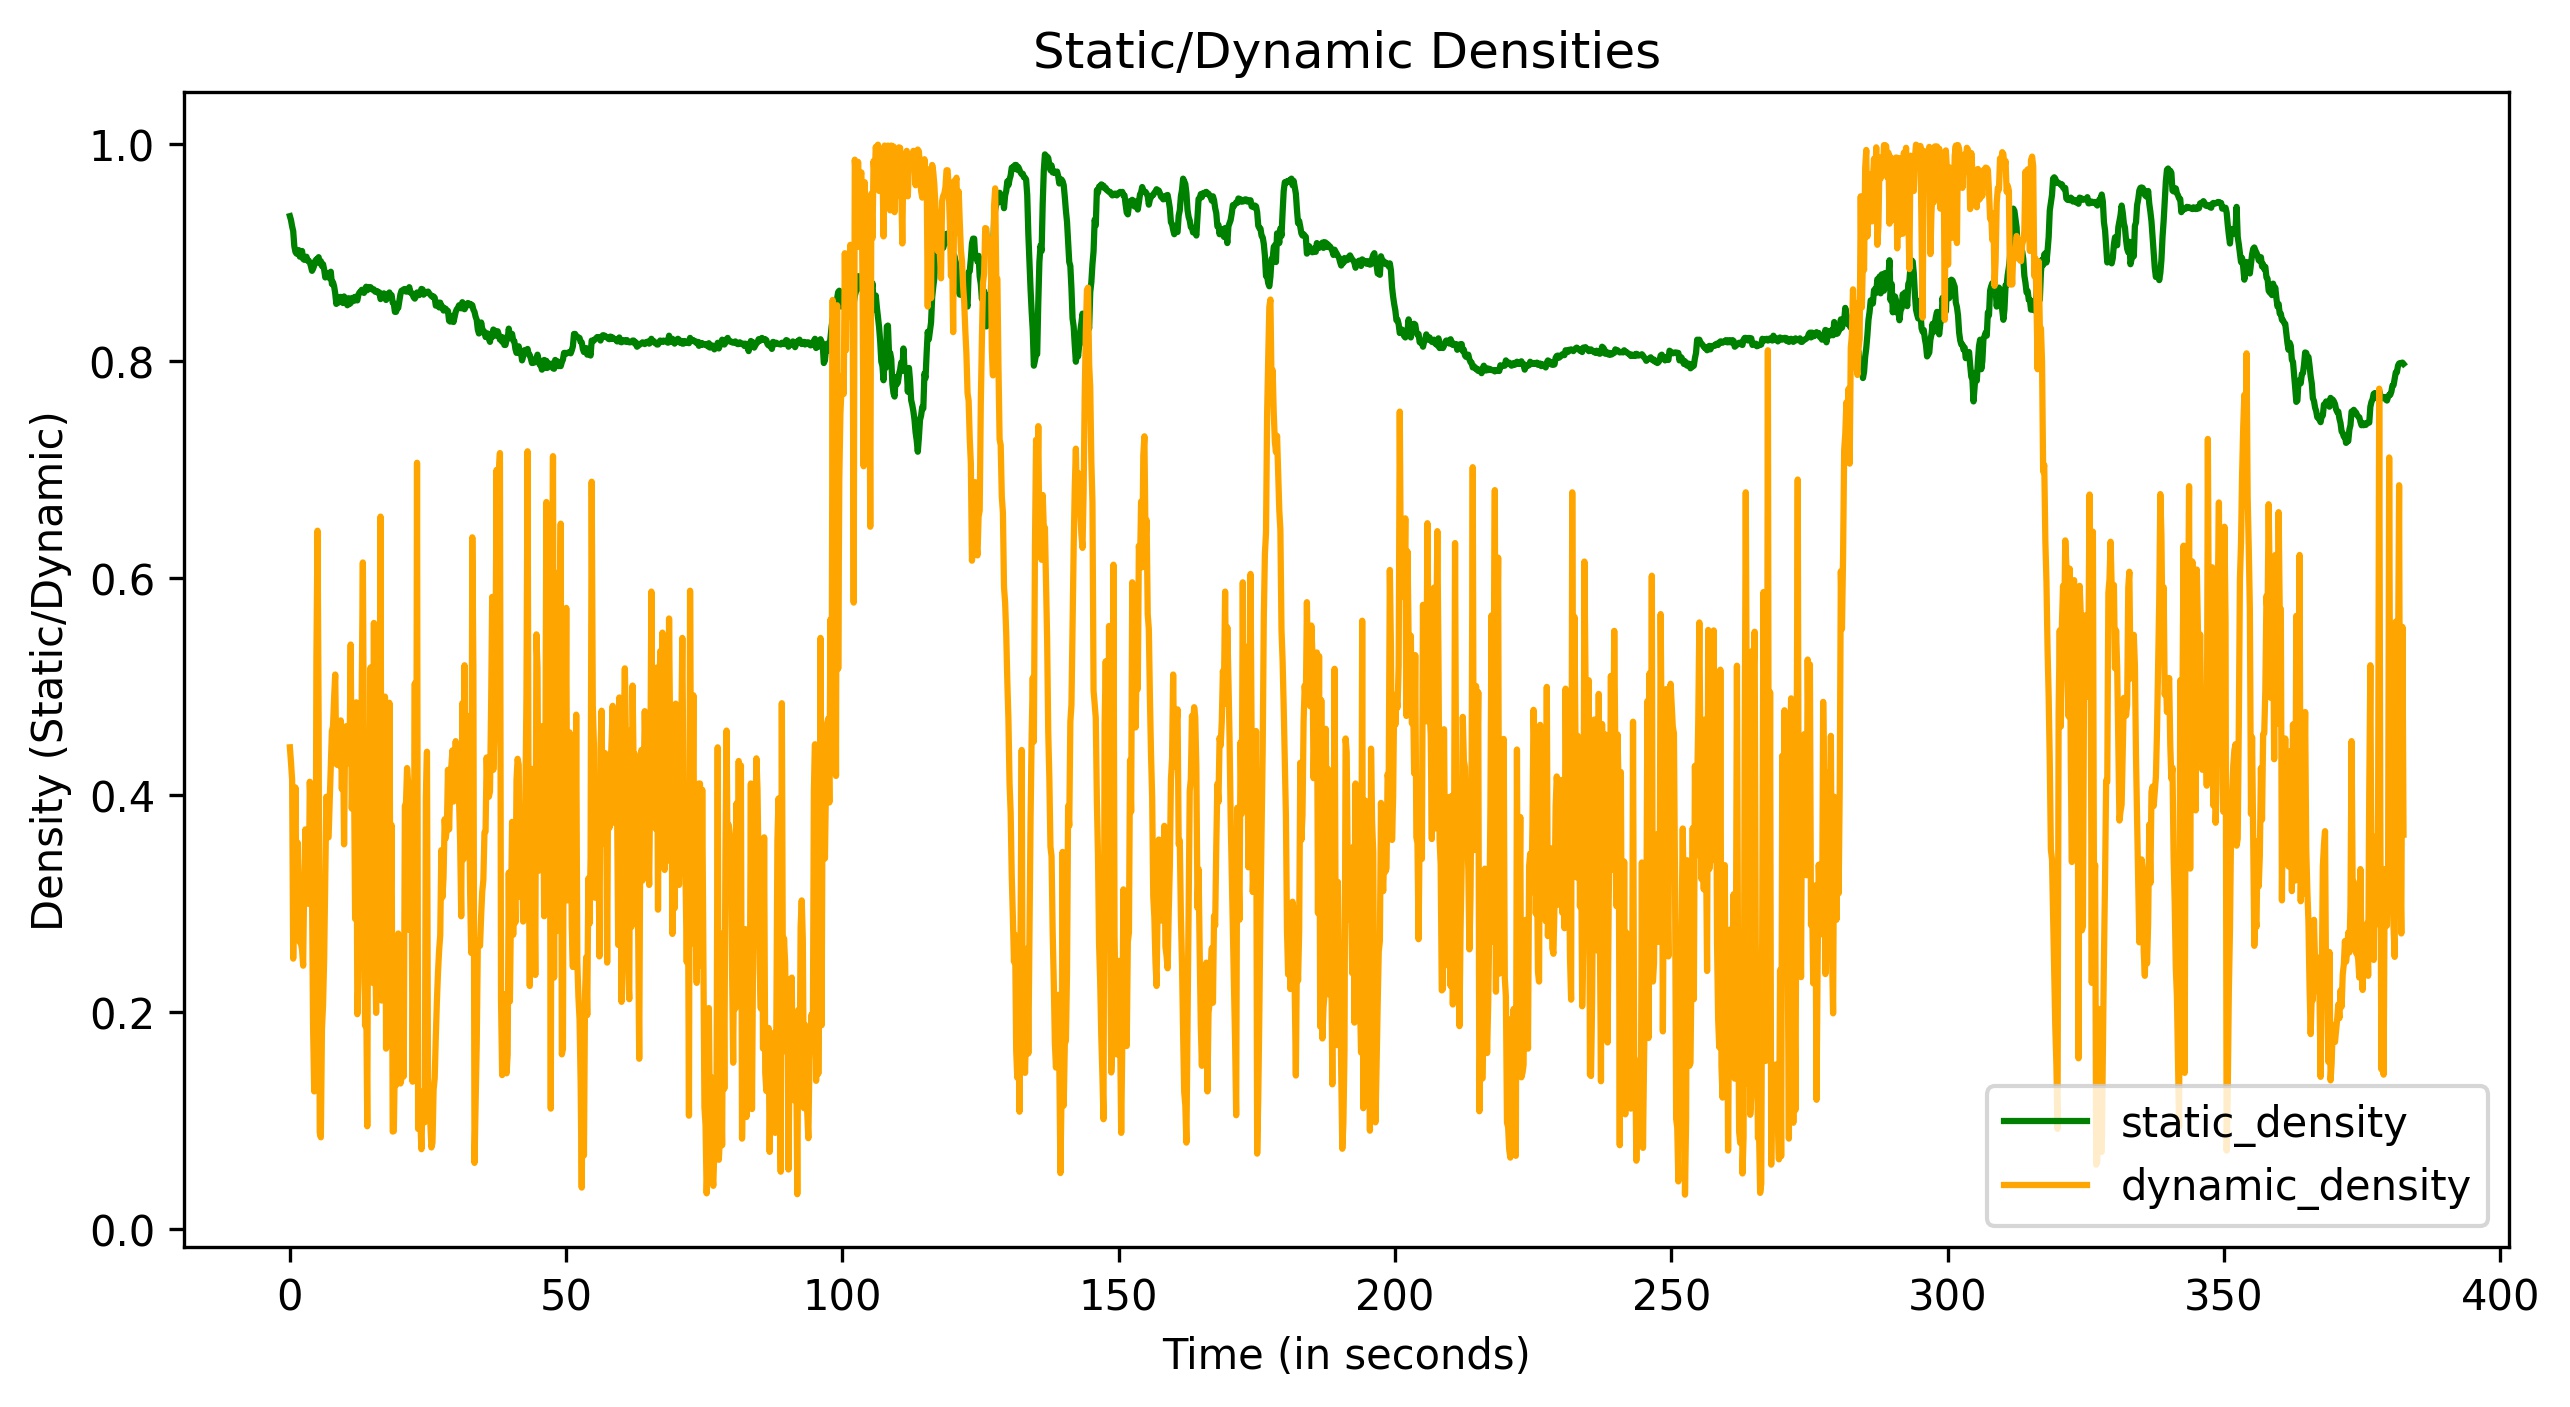 Static/Dynamic Densities
Density (Static/Dynamic)
1.0
0.8
0.6
0.4
0.2
0.0
static_density
dynamic_density
0 50 100 150 200 250 300 350 400
Time (in seconds)